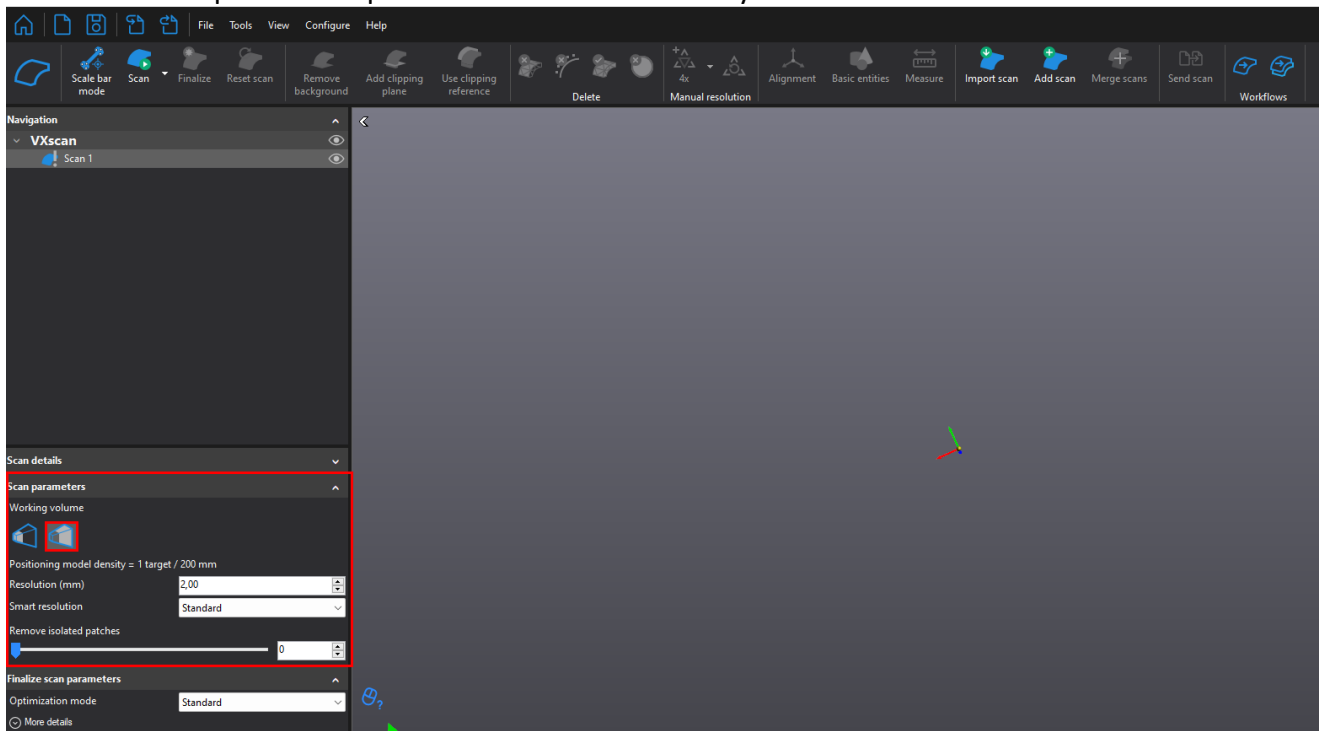 File Tools View Configure Help
Scale bar mode Scan Finalize Reset scan Remove background Add clipping plane Use clipping reference Delete 4x Manual resolution Alignment Basic entities Measure Import scan Add scan Merge scans Send scan Workflows
Navigation
VXscan
Scan 1
Scan details
Scan parameters
Working volume
Positioning model density = 1 target / 200 mm
Resolution (mm) 2,00
Smart resolution Standard
Remove isolated patches
0
Finalize scan parameters
Optimization mode Standard
More details
?